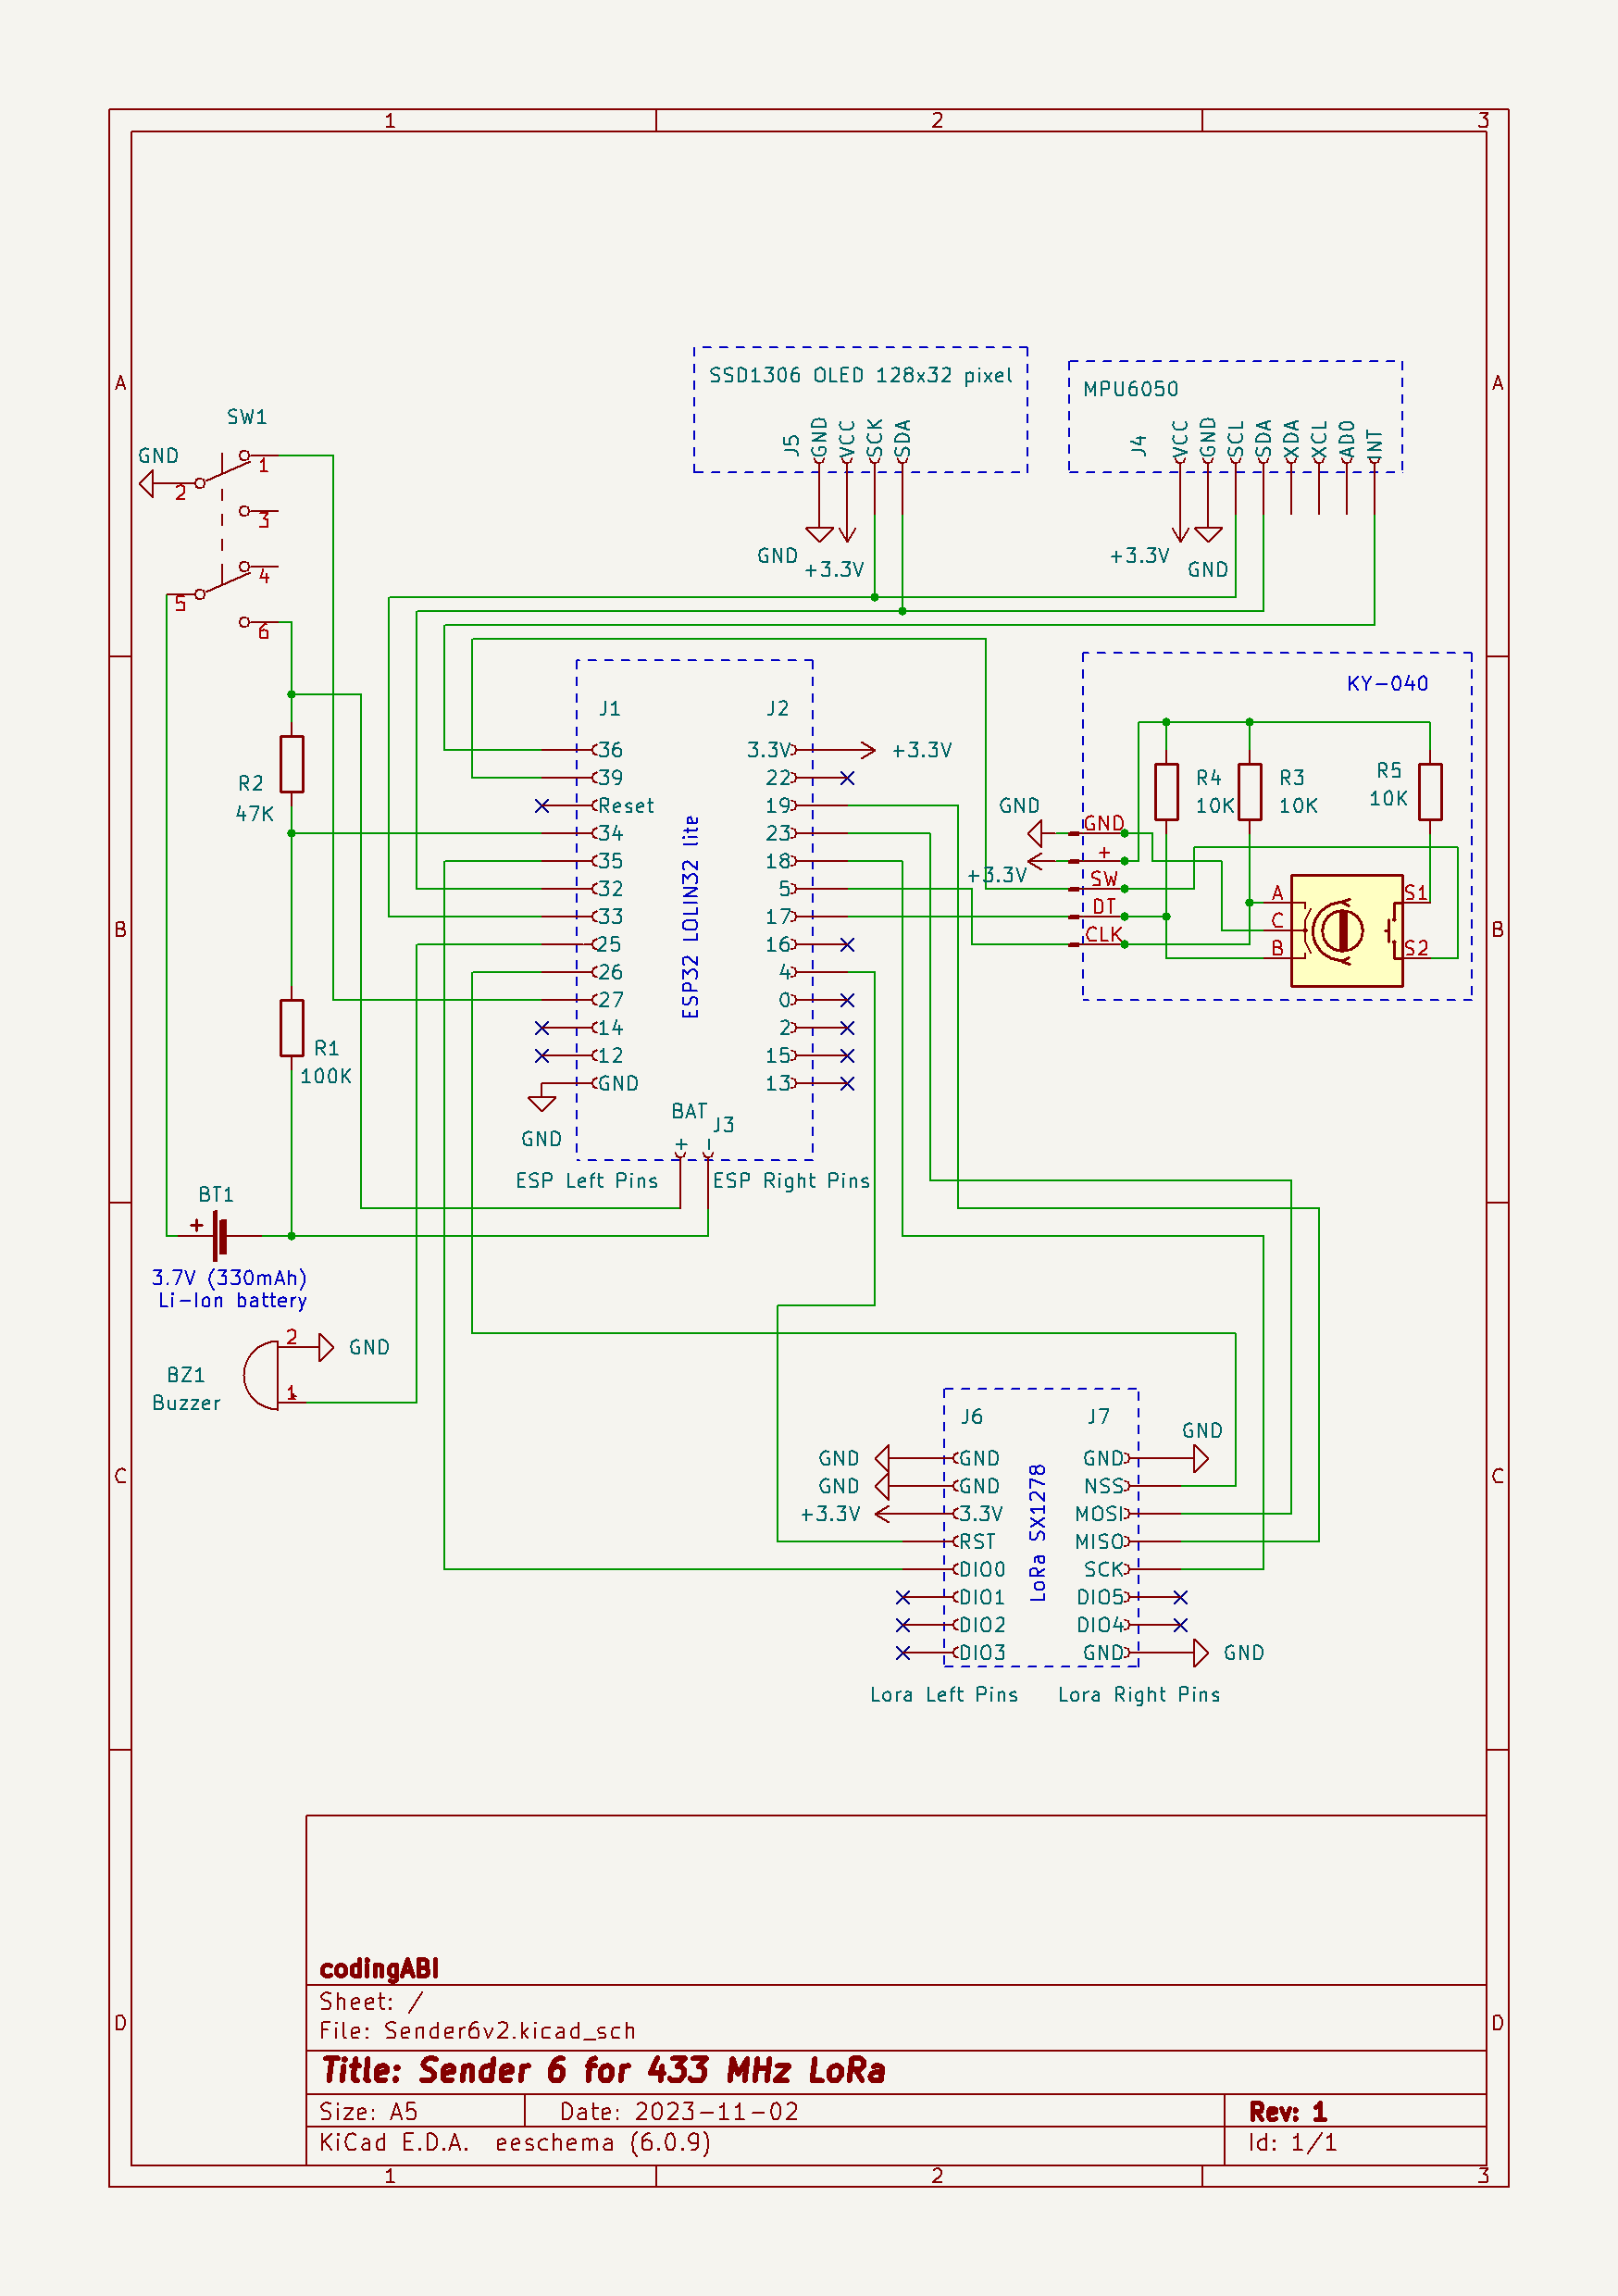 1 2 3
A A
SSD1306 OLED 128x32 pixel
J5 GND VCC SCK SDA
GND
+3.3V
MPU6050
J4 VCC GND SCL SDA XDA XCL AD0 INT
+3.3V
GND
SW1
GND
1
2
3
4
5
6
B B
R2
47K
R1
100K
J1 J2
36 3.3V +3.3V
39 22
Reset 19
34 23
35 18
32 5
33 17
25 16
26 4
27 0
14 2
12 15
GND 13
GND
ESP32 LOLIN32 lite
BAT
J3
+ -
ESP Left Pins ESP Right Pins
KY-040
R4
10K
R3
10K
R5
10K
GND
+3.3V
GND
+
SW
DT
CLK
A
C
B
S1
S2
BT1
+
3.7V (330mAh)
Li-Ion battery
2 GND
BZ1
Buzzer
1
C C
J6 J7
GND GND GND GND
GND GND NSS
+3.3V 3.3V MOSI
RST MISO
DIO0 SCK
DIO1 DIO5
DIO2 DIO4
DIO3 GND GND
LoRa SX1278
Lora Left Pins Lora Right Pins
D D
codingABI
Sheet: /
File: Sender6v2.kicad_sch
Title: Sender 6 for 433 MHz LoRa
Size: A5 Date: 2023-11-02 Rev: 1
KiCad E.D.A. eeschema (6.0.9) Id: 1/1
1 2 3